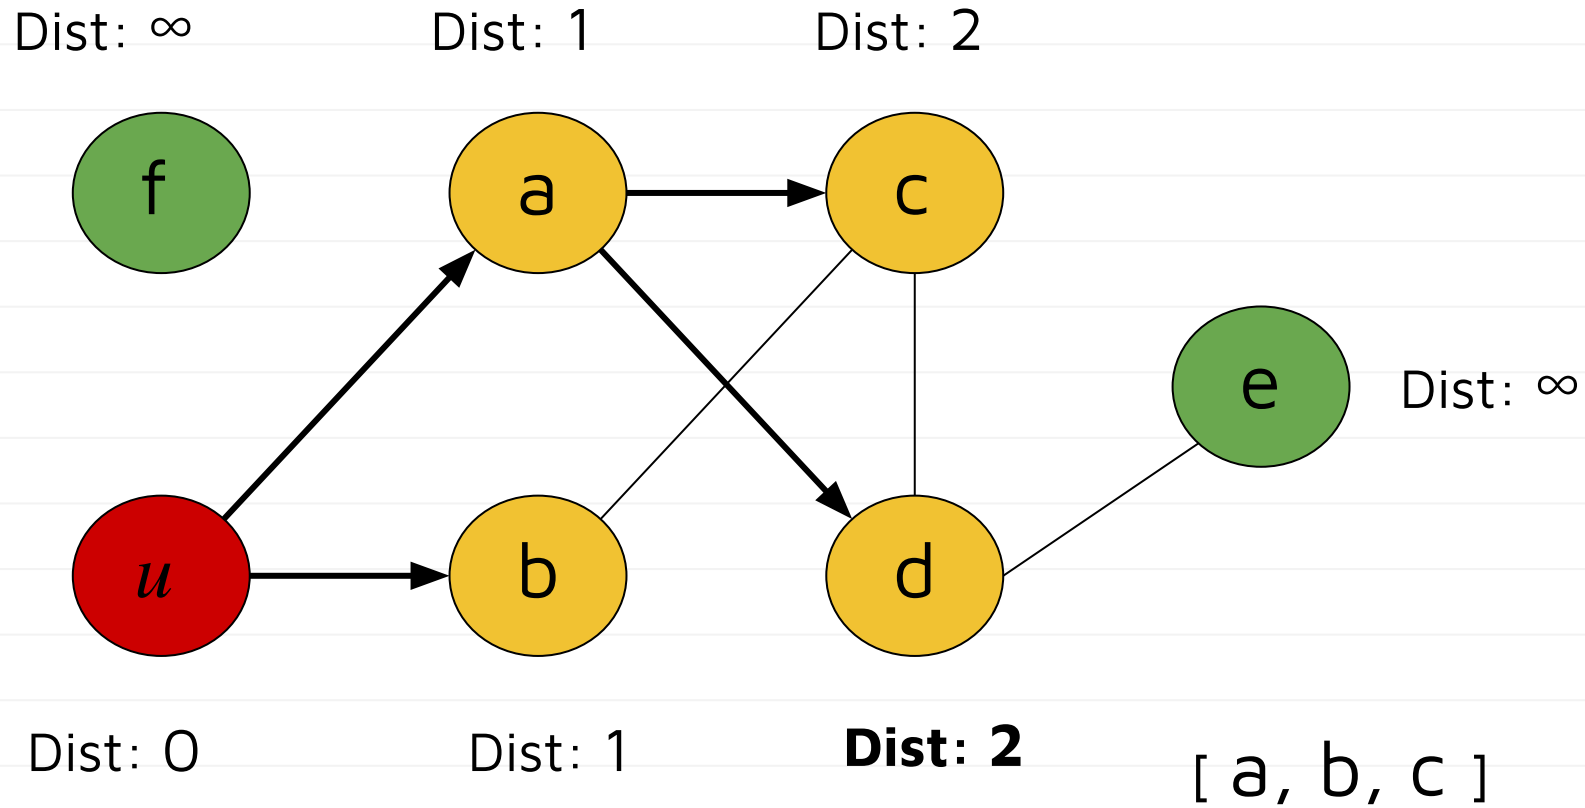 Dist: ∞ Dist: 1 Dist: 2
f a c
e Dist: ∞
u b d
Dist: 0 Dist: 1 Dist: 2
[ a, b, c ]